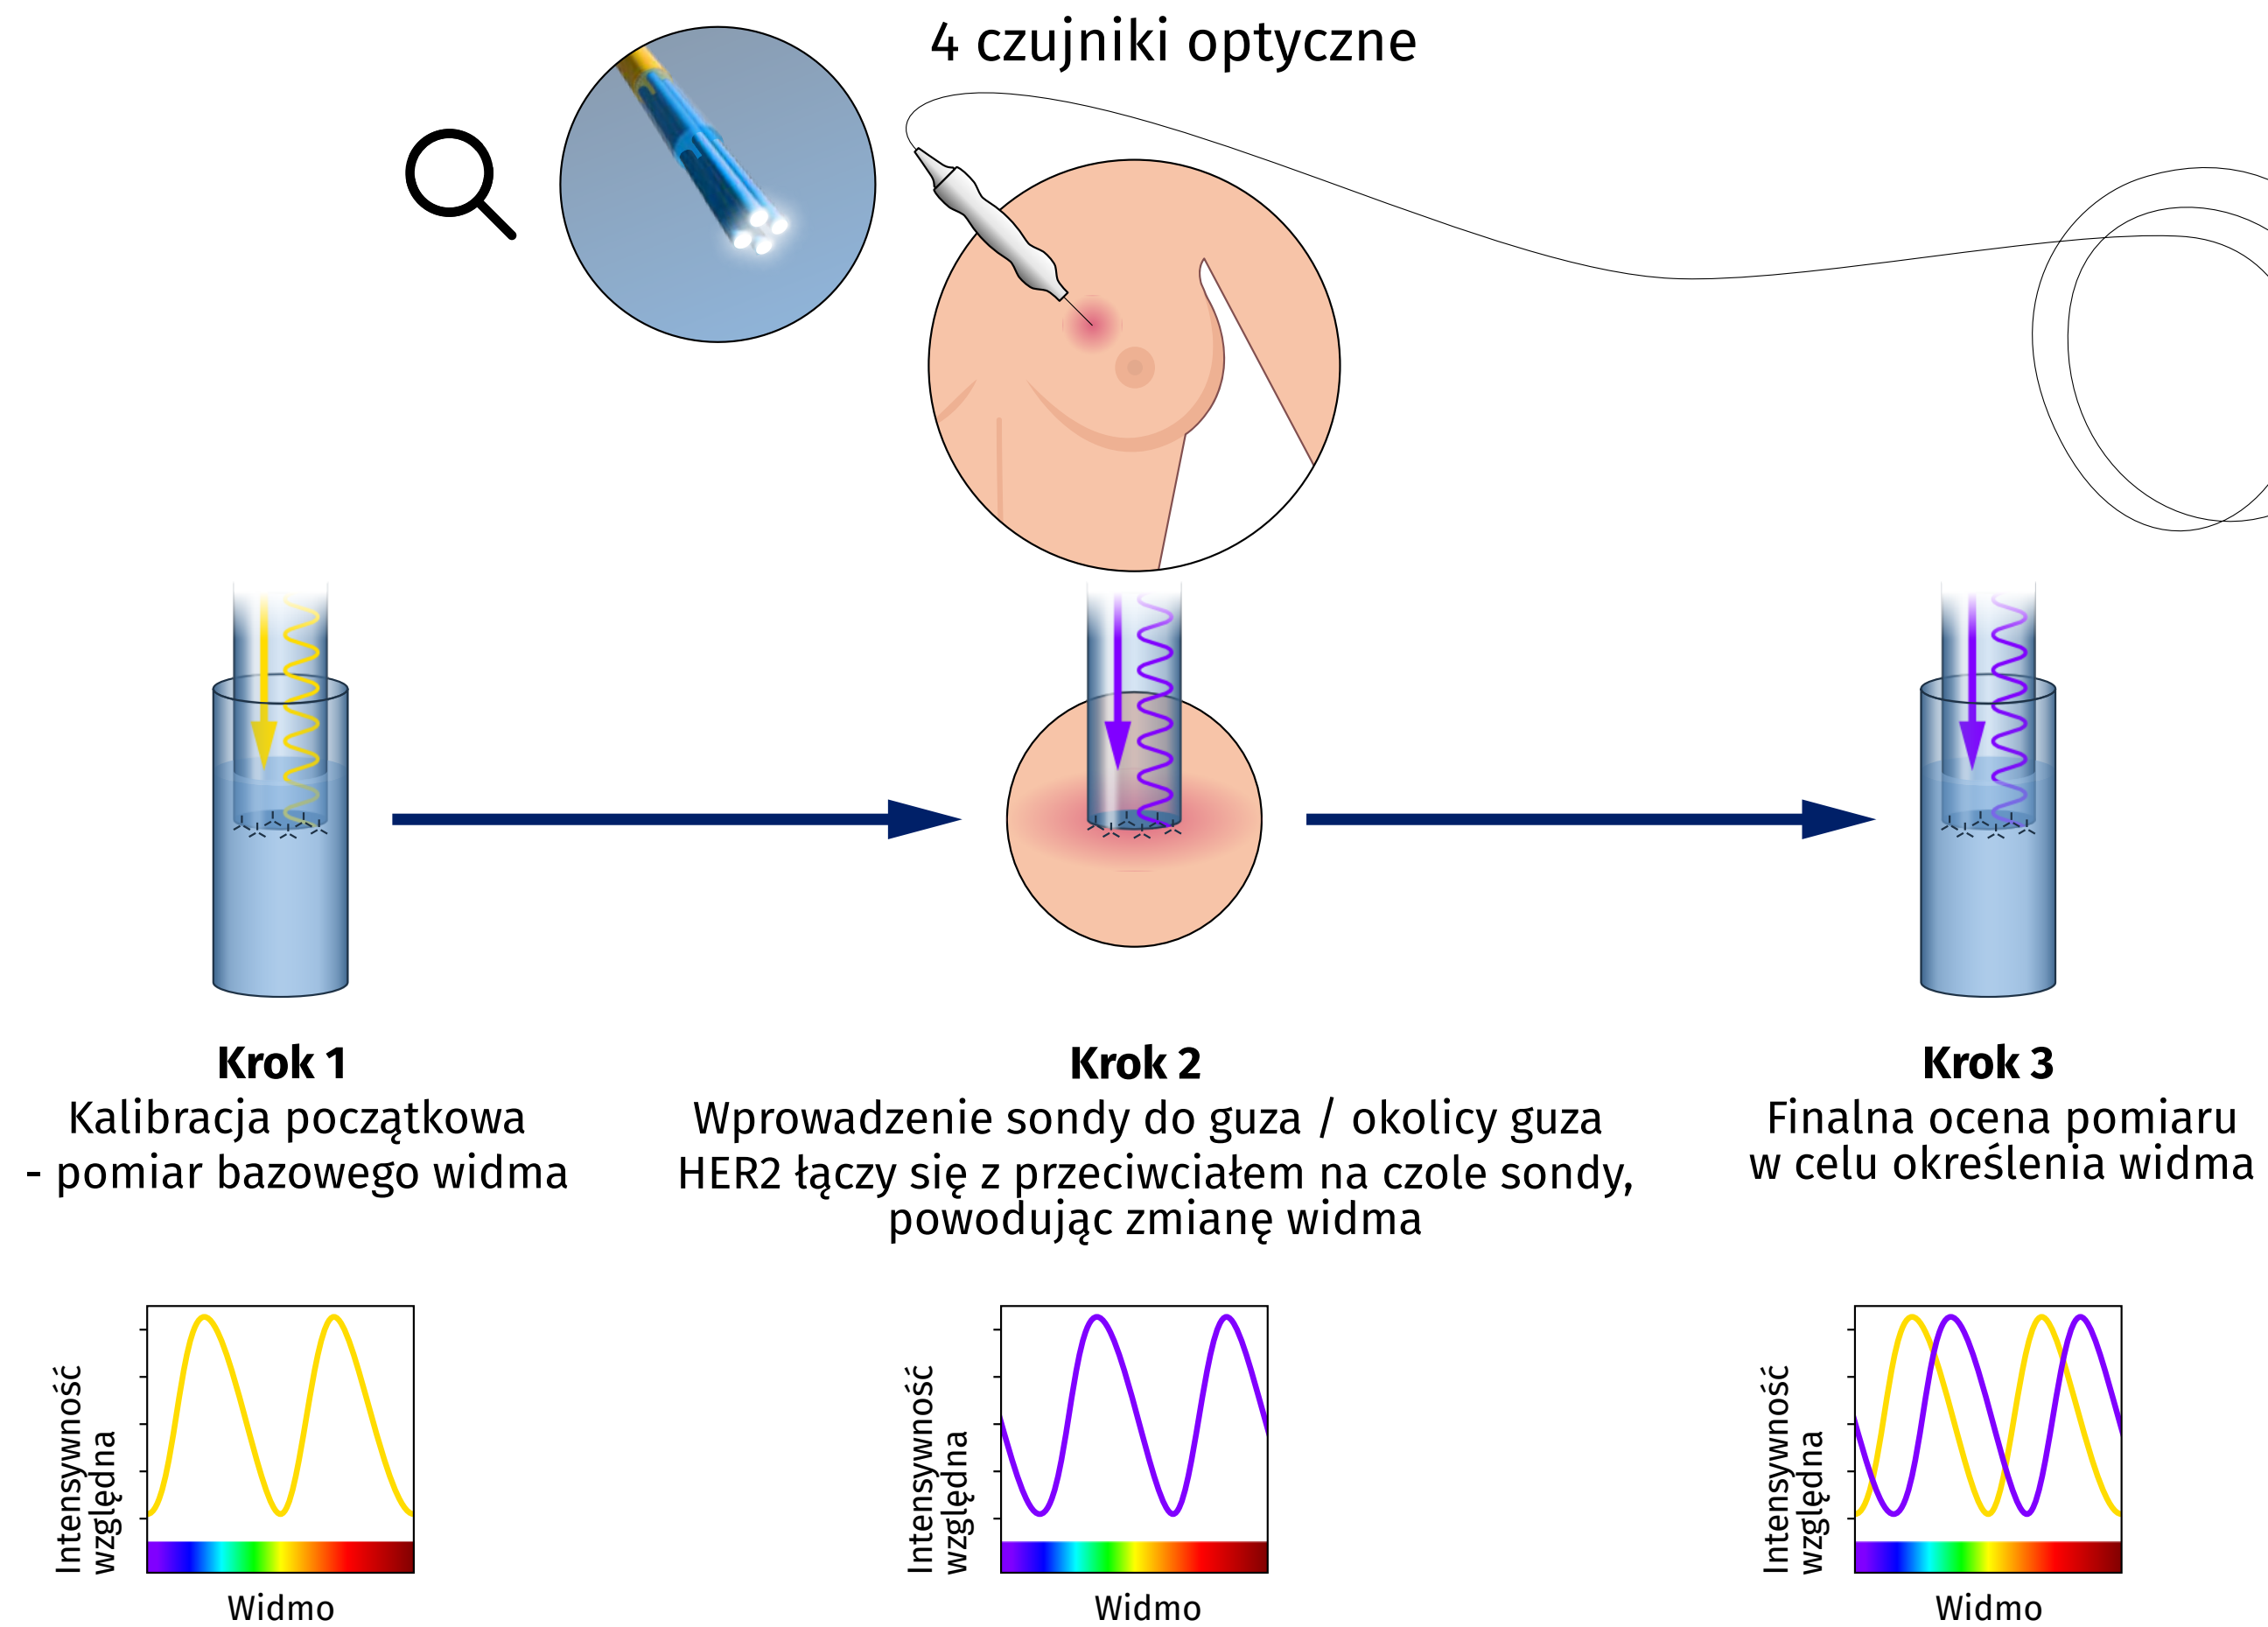 4 czujniki optyczne
Krok 1
Kalibracja początkowa
- pomiar bazowego widma
Krok 2
Wprowadzenie sondy do guza / okolicy guza
HER2 łączy się z przeciwciałem na czole sondy,
powodując zmianę widma
Krok 3
Finalna ocena pomiaru
w celu określenia widma
Intensywność
względna
Widmo
Intensywność
względna
Widmo
Intensywność
względna
Widmo